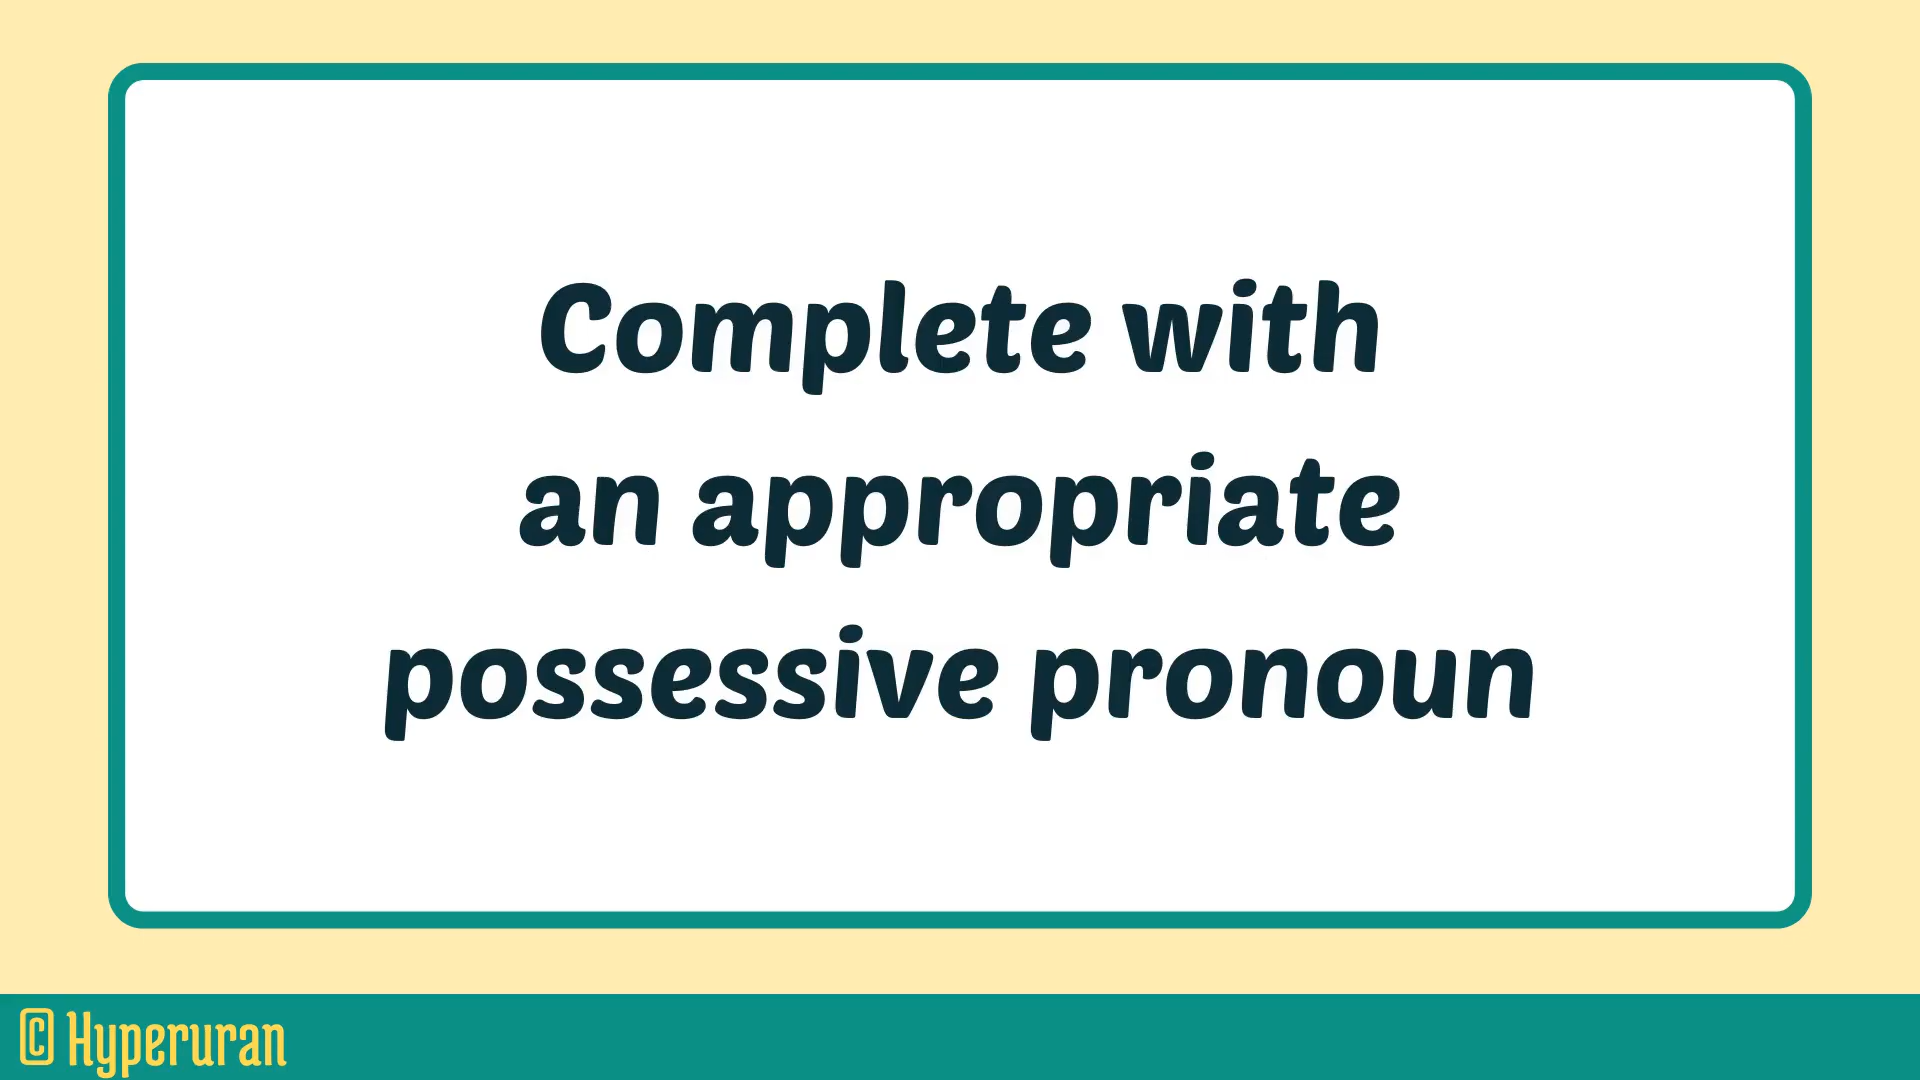 Complete with
an appropriate
possessive pronoun
© Hyperuran